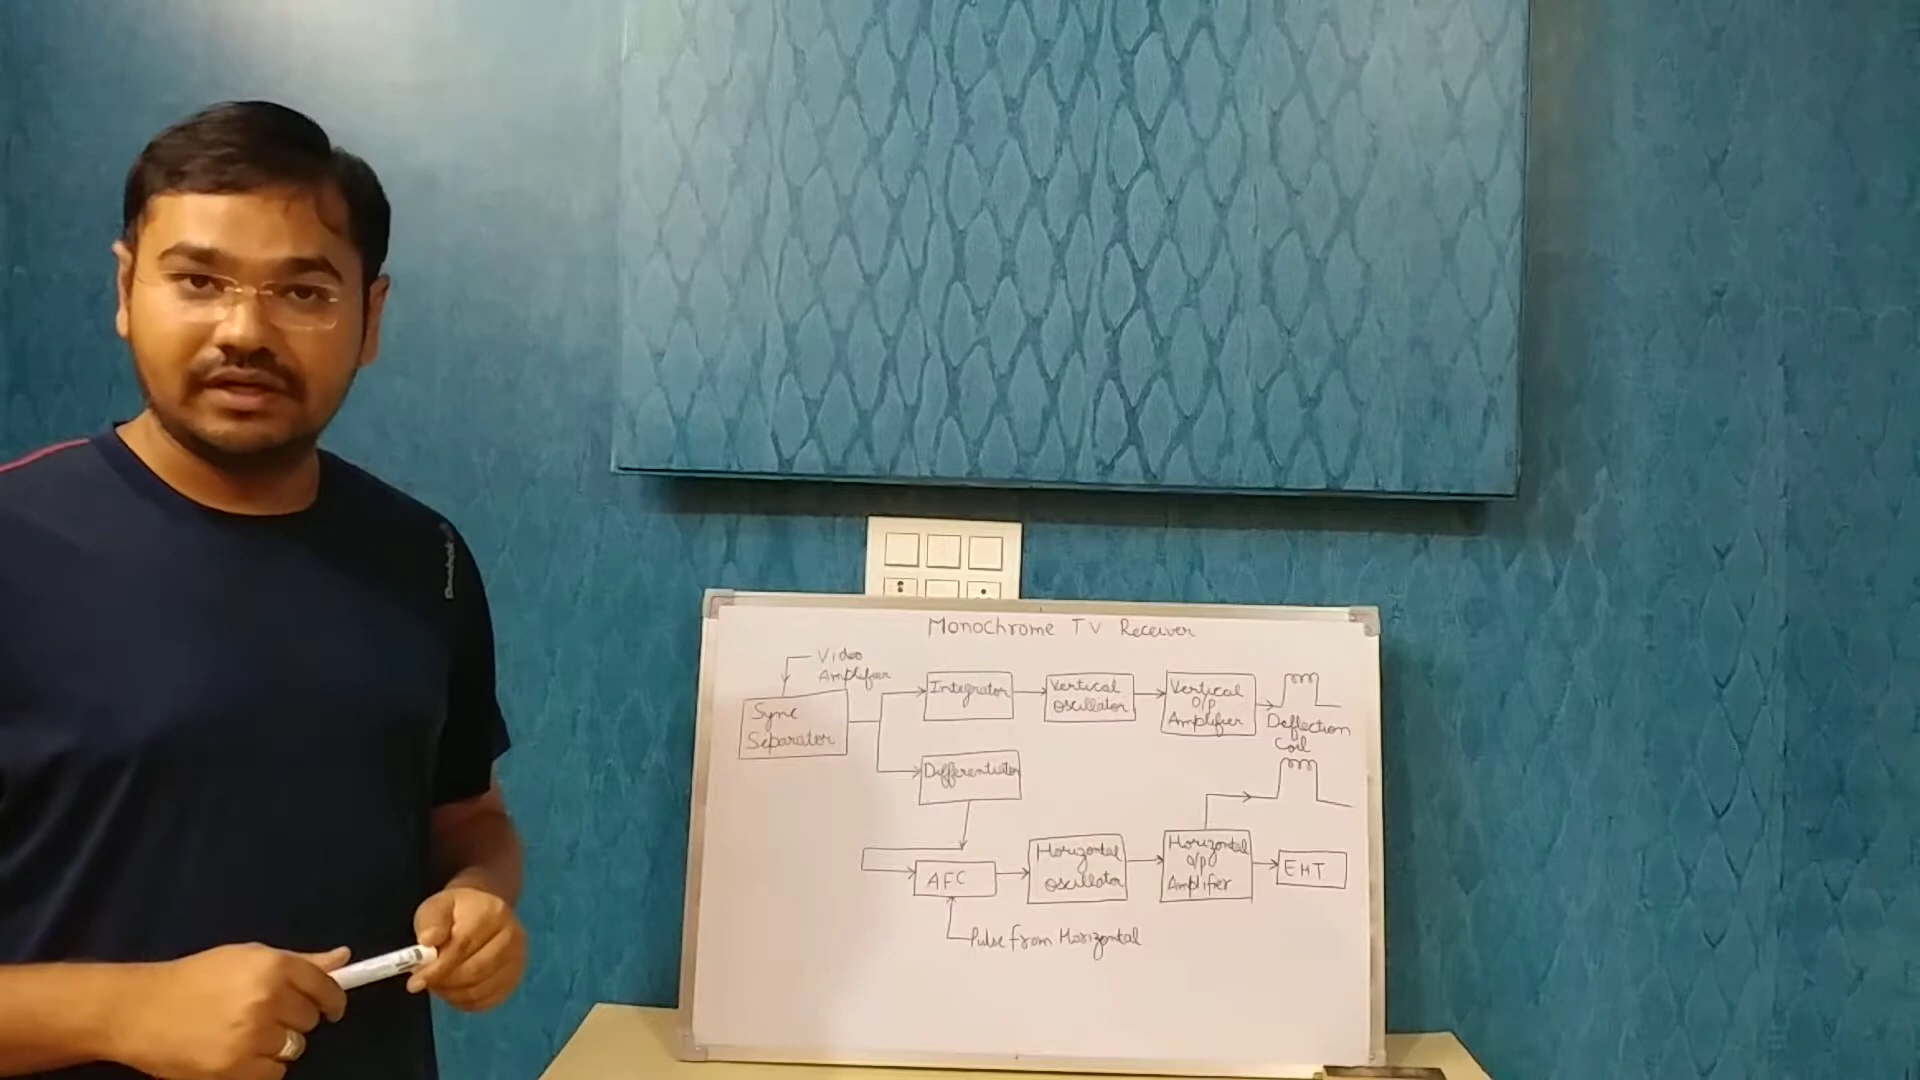 Monochrome TV Receiver
Video
Amplifier
Sync
Separator
Integrator
Vertical
Oscillator
Vertical
O/p
Amplifier
Deflection
Coil
Differentiator
AFC
Horizontal
Oscillator
Horizontal
O/p
Amplifier
EHT
Pulse from Horizontal